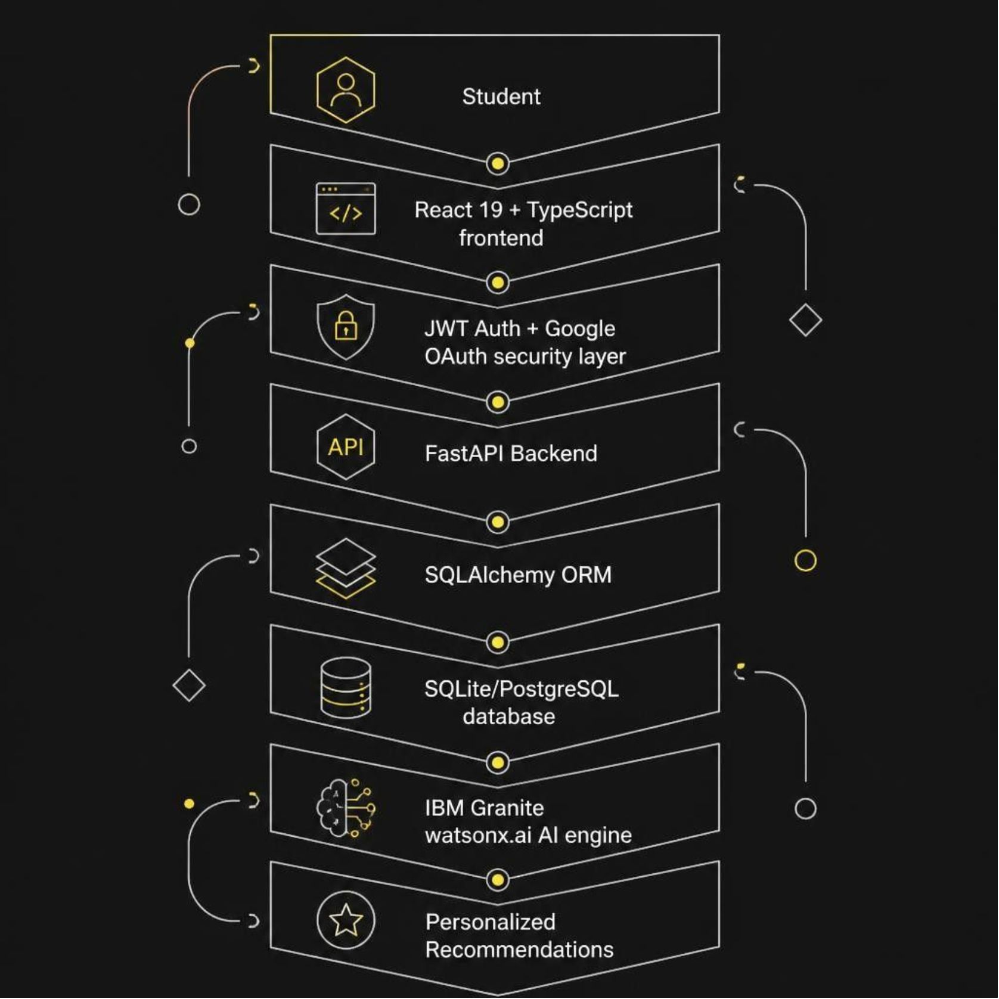 Student
React 19 + TypeScript
frontend
</>
JWT Auth + Google
OAuth security layer
API
FastAPI Backend
SQLAlchemy ORM
SQLite/PostgreSQL
database
IBM Granite
watsonx.ai AI engine
Personalized
Recommendations